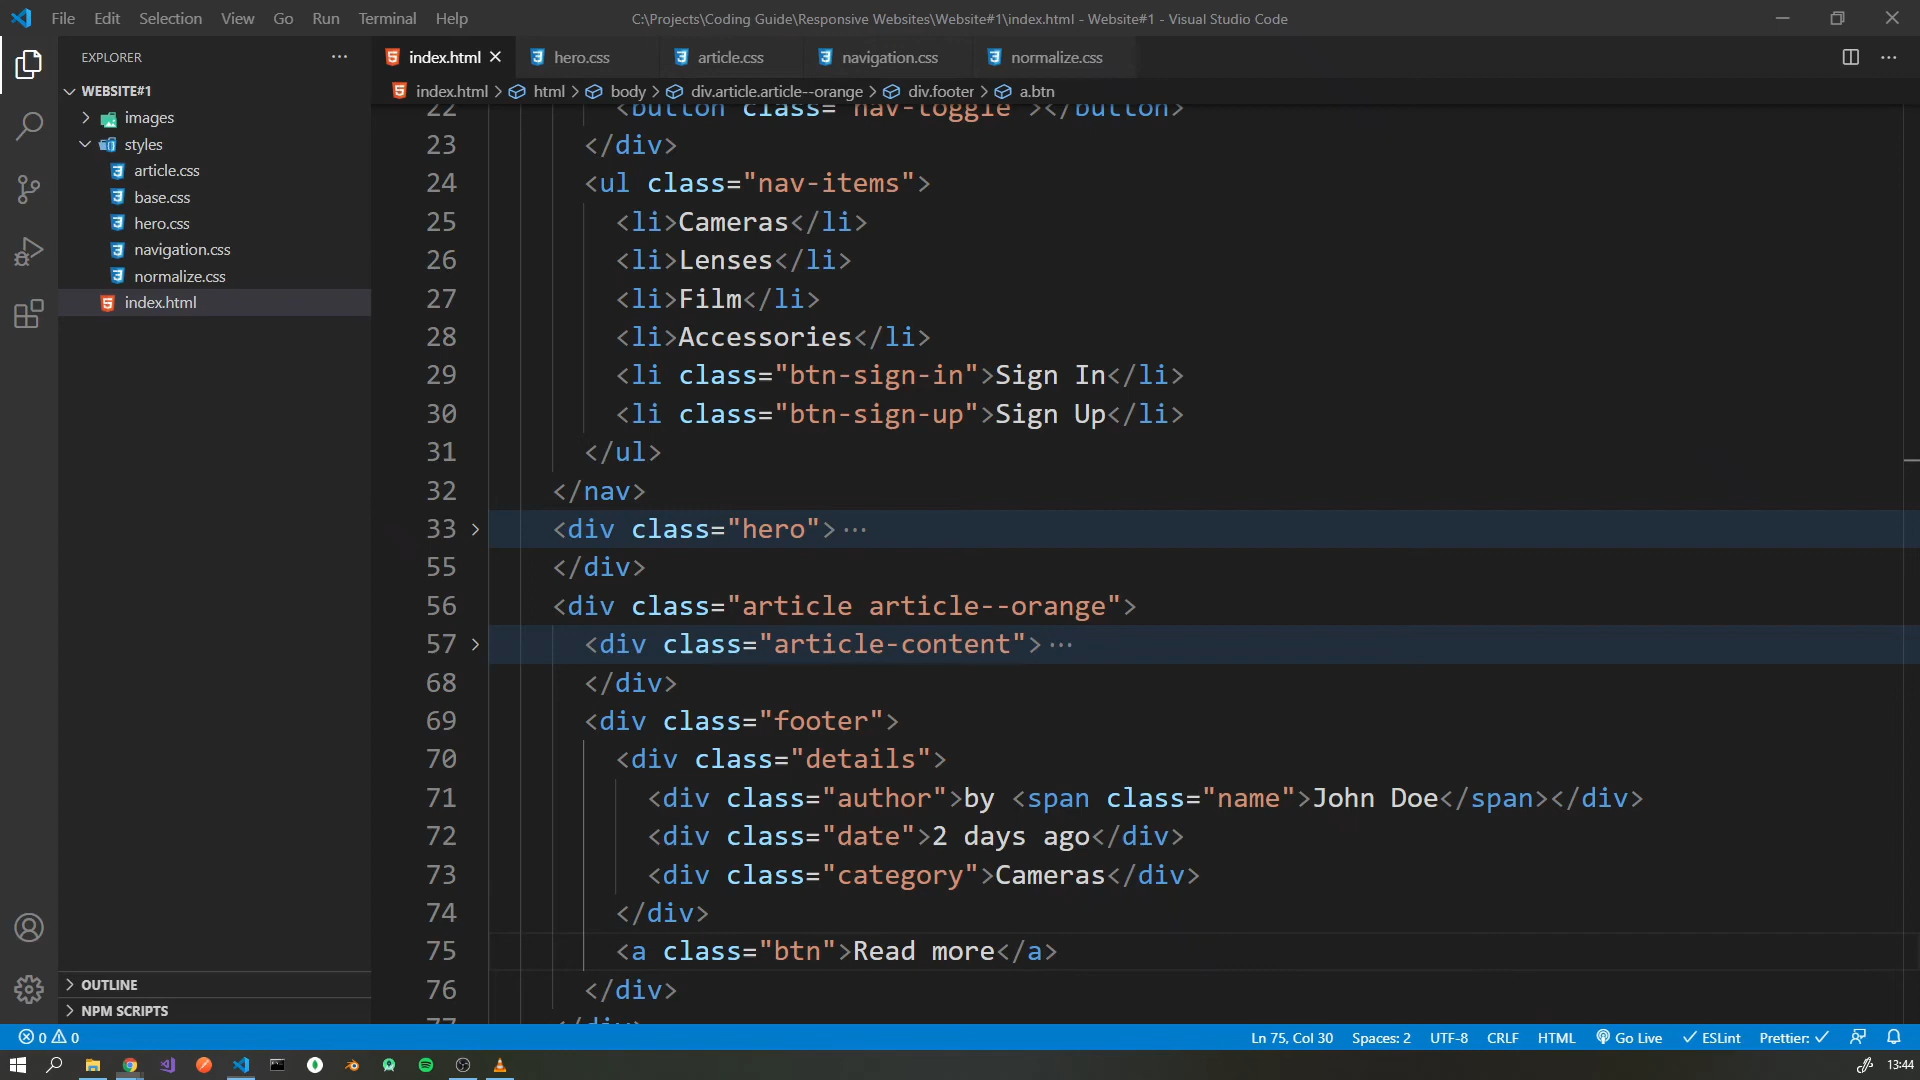 File Edit Selection View Go Run Terminal Help
C:\Projects\Coding Guide\Responsive Websites\Website#1\index.html - Website#1 - Visual Studio Code
EXPLORER
WEBSITE#1
images
styles
article.css
base.css
hero.css
navigation.css
normalize.css
index.html
OUTLINE
NPM SCRIPTS
index.html hero.css article.css navigation.css normalize.css
index.html > html > body > div.article.article--orange > div.footer > a.btn
22 <button class="nav-toggle"></button>
23 </div>
24 <ul class="nav-items">
25 <li>Cameras</li>
26 <li>Lenses</li>
27 <li>Film</li>
28 <li>Accessories</li>
29 <li class="btn-sign-in">Sign In</li>
30 <li class="btn-sign-up">Sign Up</li>
31 </ul>
32 </nav>
33 <div class="hero">···
55 </div>
56 <div class="article article--orange">
57 <div class="article-content">···
68 </div>
69 <div class="footer">
70 <div class="details">
71 <div class="author">by <span class="name">John Doe</span></div>
72 <div class="date">2 days ago</div>
73 <div class="category">Cameras</div>
74 </div>
75 <a class="btn">Read more</a>
76 </div>
77 </div>
0 0 Ln 75, Col 30 Spaces: 2 UTF-8 CRLF HTML Go Live ESLint Prettier: ✓
13:44